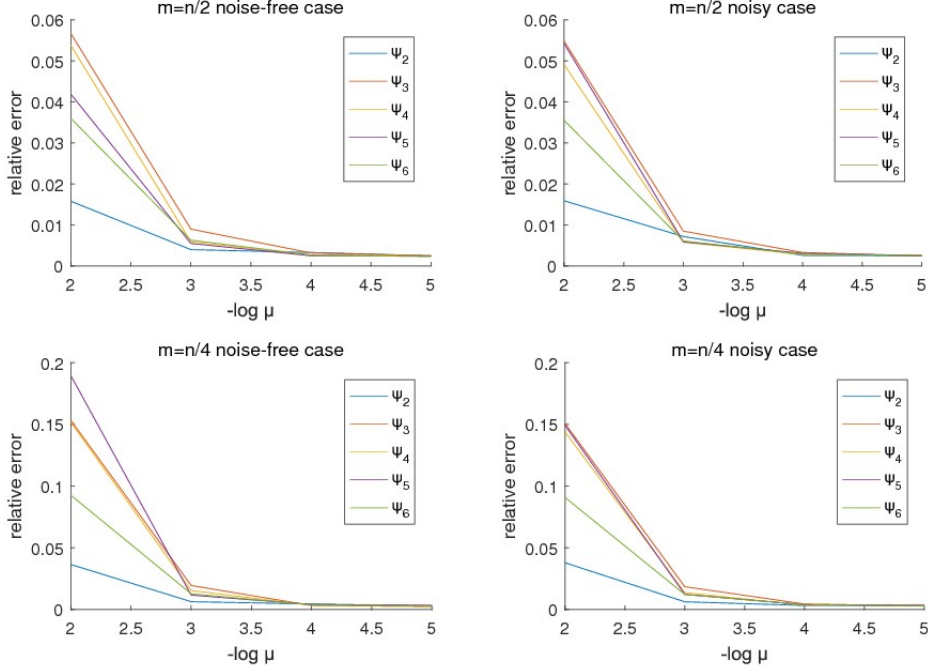 m=n/2 noise-free case
relative error
0.06
0.05
0.04
0.03
0.02
0.01
0
2 2.5 3 3.5 4 4.5 5
-log μ
Ψ2
Ψ3
Ψ4
Ψ5
Ψ6
m=n/2 noisy case
relative error
0.06
0.05
0.04
0.03
0.02
0.01
0
2 2.5 3 3.5 4 4.5 5
-log μ
Ψ2
Ψ3
Ψ4
Ψ5
Ψ6
m=n/4 noise-free case
relative error
0.2
0.15
0.1
0.05
0
2 2.5 3 3.5 4 4.5 5
-log μ
Ψ2
Ψ3
Ψ4
Ψ5
Ψ6
m=n/4 noisy case
relative error
0.2
0.15
0.1
0.05
0
2 2.5 3 3.5 4 4.5 5
-log μ
Ψ2
Ψ3
Ψ4
Ψ5
Ψ6